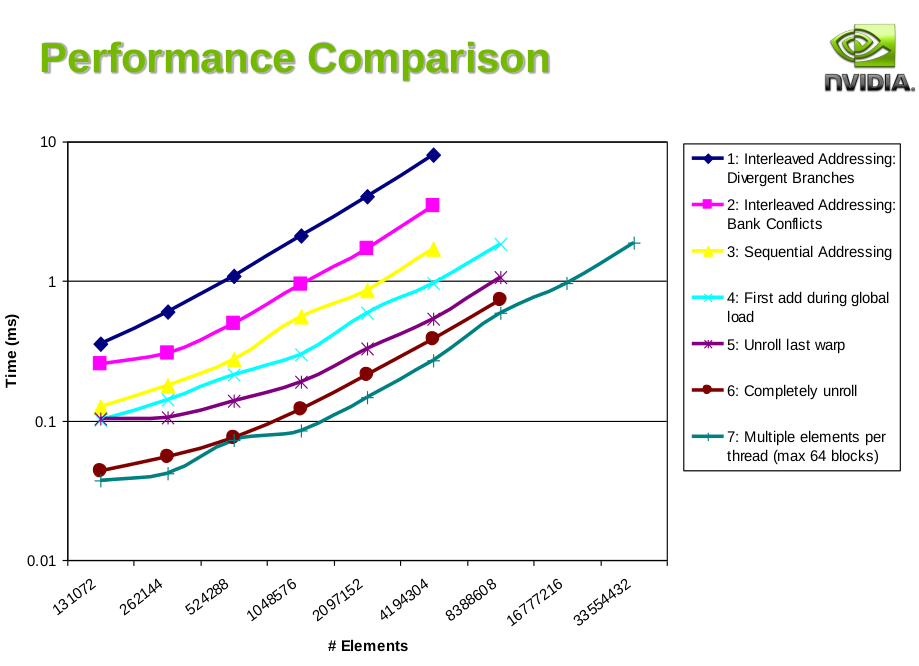 Performance Comparison
NVIDIA.
10
1
0.1
0.01
Time (ms)
131072
262144
524288
1048576
2097152
4194304
8388608
16777216
33554432
# Elements
1: Interleaved Addressing:
Divergent Branches
2: Interleaved Addressing:
Bank Conflicts
3: Sequential Addressing
4: First add during global
load
5: Unroll last warp
6: Completely unroll
7: Multiple elements per
thread (max 64 blocks)